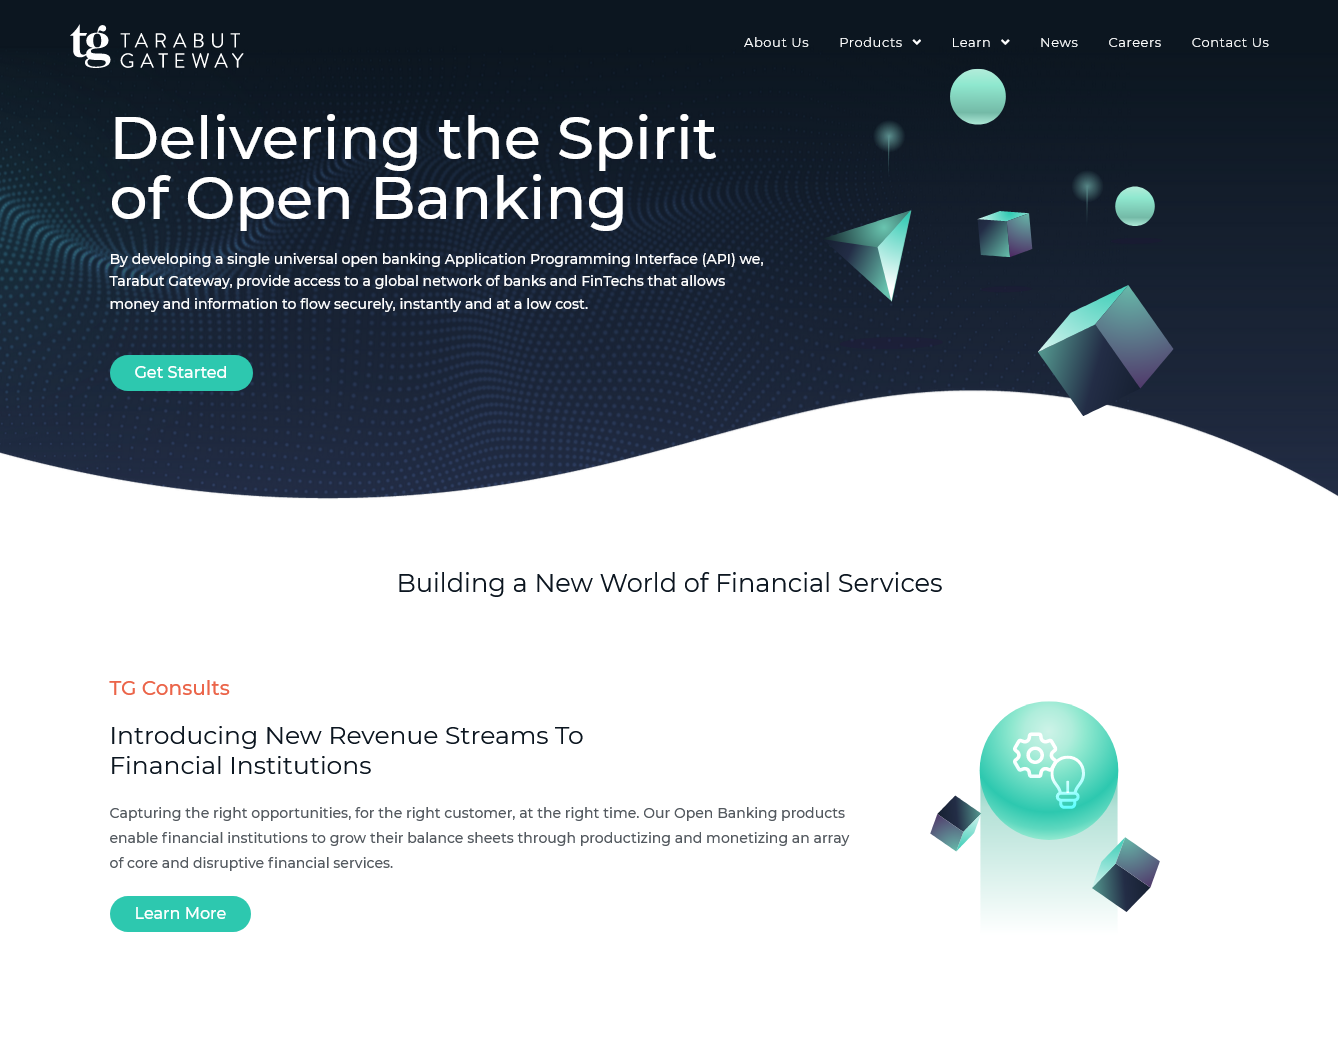 tg TARABUT GATEWAY
About Us Products Learn News Careers Contact Us
Delivering the Spirit
of Open Banking
By developing a single universal open banking Application Programming Interface (API) we,
Tarabut Gateway, provide access to a global network of banks and FinTechs that allows
money and information to flow securely, instantly and at a low cost.
Get Started
Building a New World of Financial Services
TG Consults
Introducing New Revenue Streams To
Financial Institutions
Capturing the right opportunities, for the right customer, at the right time. Our Open Banking products
enable financial institutions to grow their balance sheets through productizing and monetizing an array
of core and disruptive financial services.
Learn More